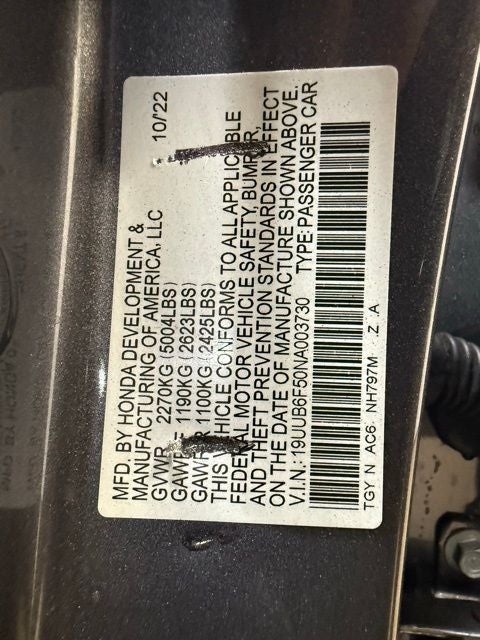 MFD. BY HONDA DEVELOPMENT &
MANUFACTURING OF AMERICA, LLC 10/22
GVWR 2270KG (5004LBS)
GAWR F 1190KG (2623LBS)
GAWR R 1100KG (2425LBS)
THIS VEHICLE CONFORMS TO ALL APPLICABLE
FEDERAL MOTOR VEHICLE SAFETY, BUMPER,
AND THEFT PREVENTION STANDARDS IN EFFECT
ON THE DATE OF MANUFACTURE SHOWN ABOVE.
V.I.N.: 19UUB6F50NA003730 TYPE: PASSENGER CAR
TGY N AC6 NH797M Z A